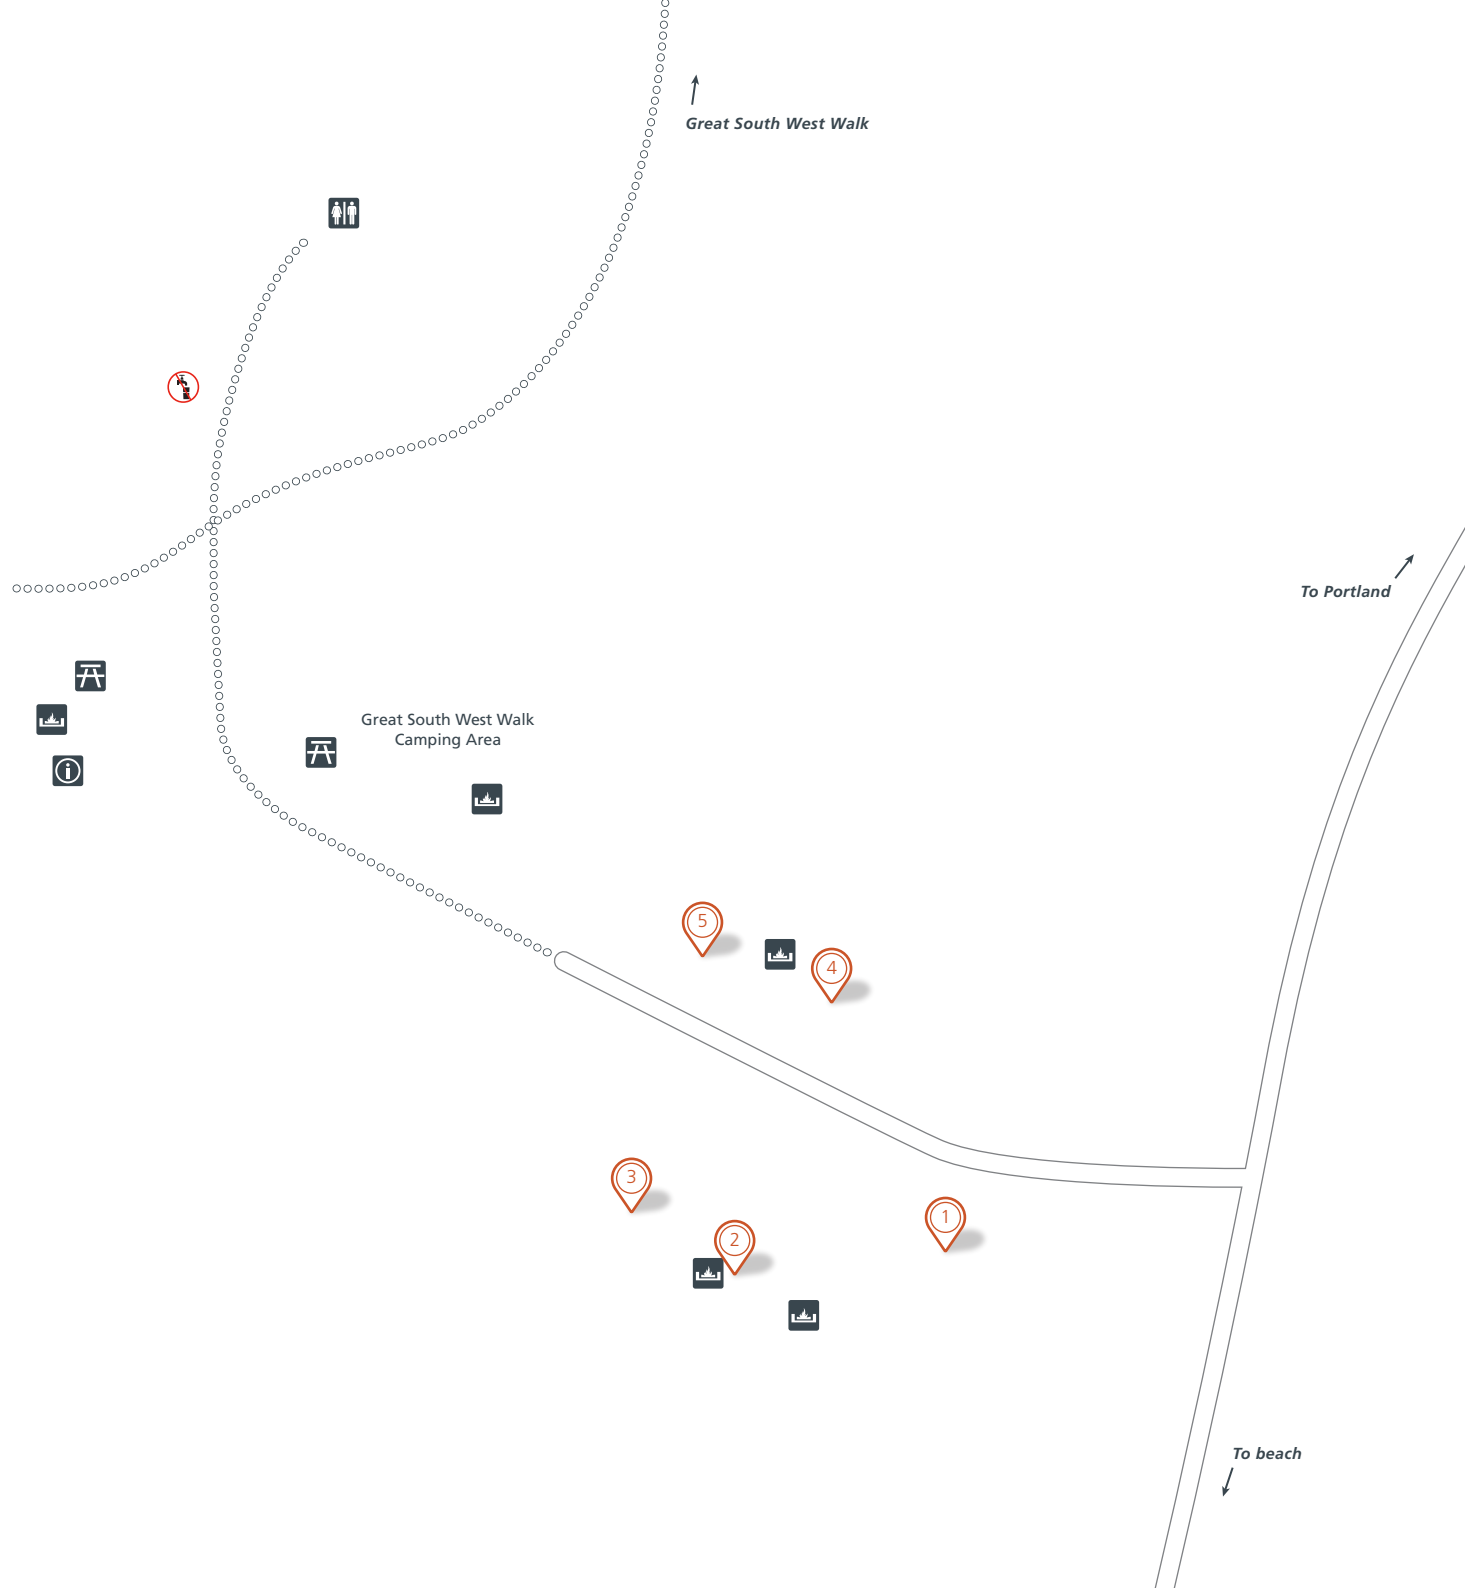 Great South West Walk
To Portland
Great South West Walk
Camping Area
5
4
3
1
2
To beach